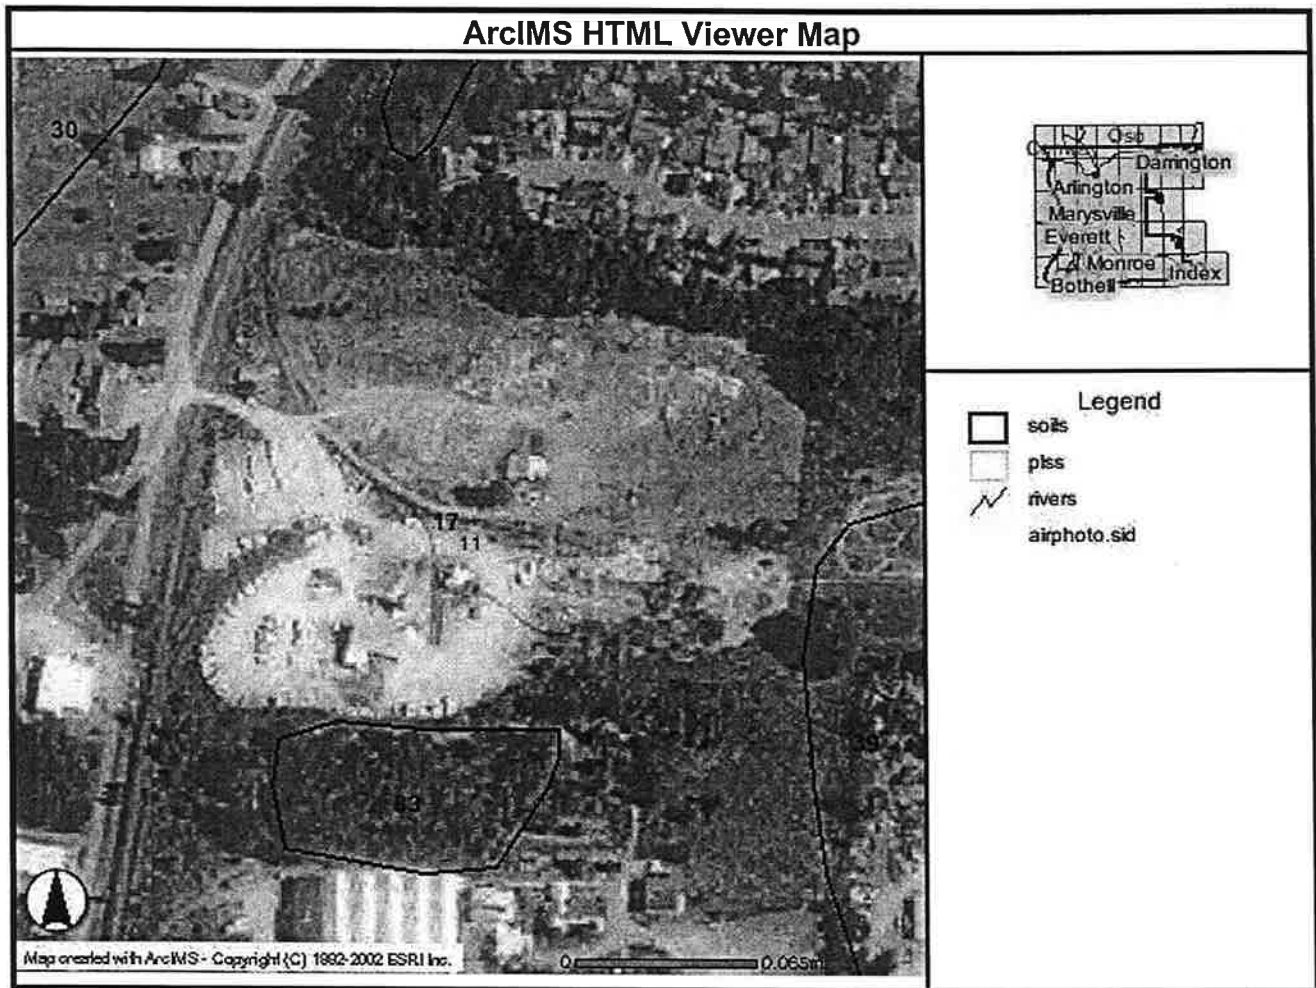 ArcIMS HTML Viewer Map
30
17
11
63
Map created with ArcIMS - Copyright (C) 1992-2002 ESRI Inc.
0 0.065mi
Oso
Darrington
Arlington
Marysville
Everett
Monroe
Index
Bothell
Legend
soils
plss
rivers
airphoto.sid